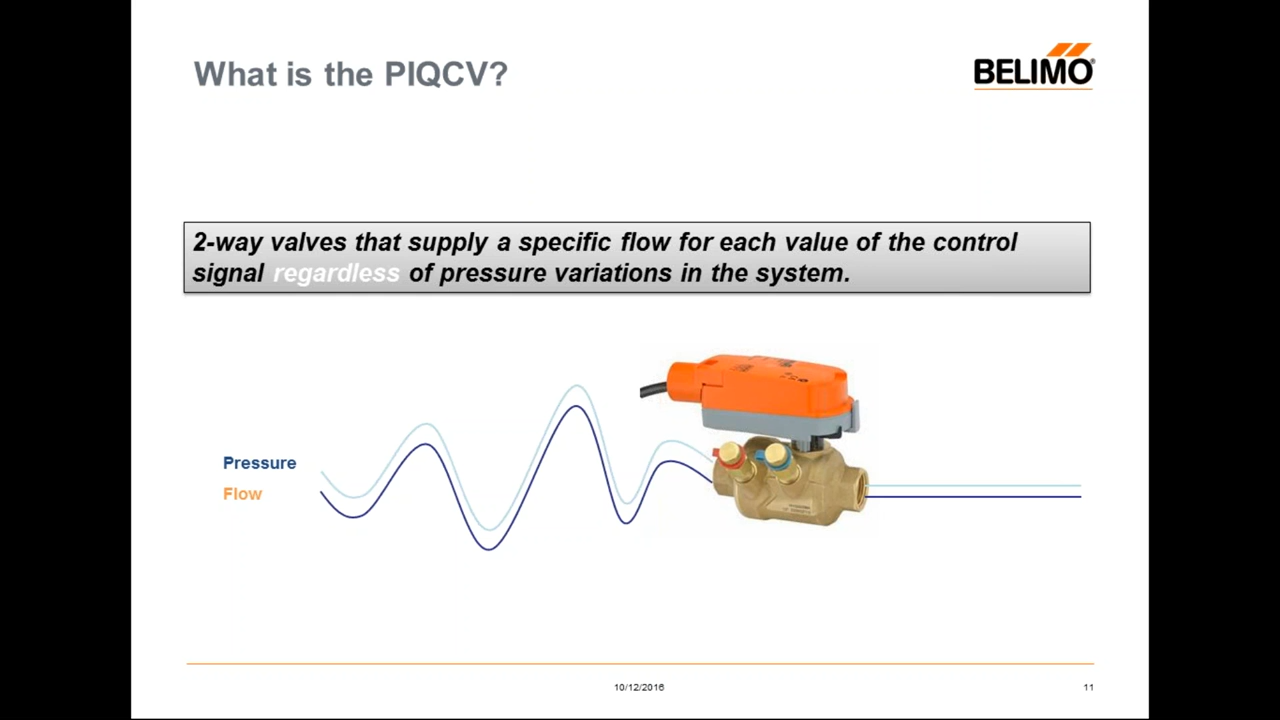 What is the PIQCV?
BELIMO
2-way valves that supply a specific flow for each value of the control
signal regardless of pressure variations in the system.
Pressure
Flow
10/12/2016
11